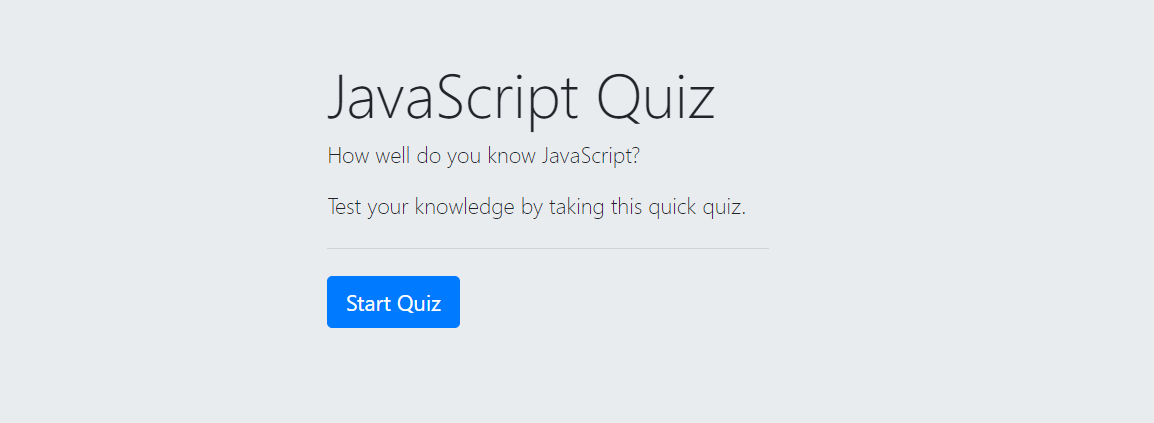 JavaScript Quiz
How well do you know JavaScript?
Test your knowledge by taking this quick quiz.
Start Quiz